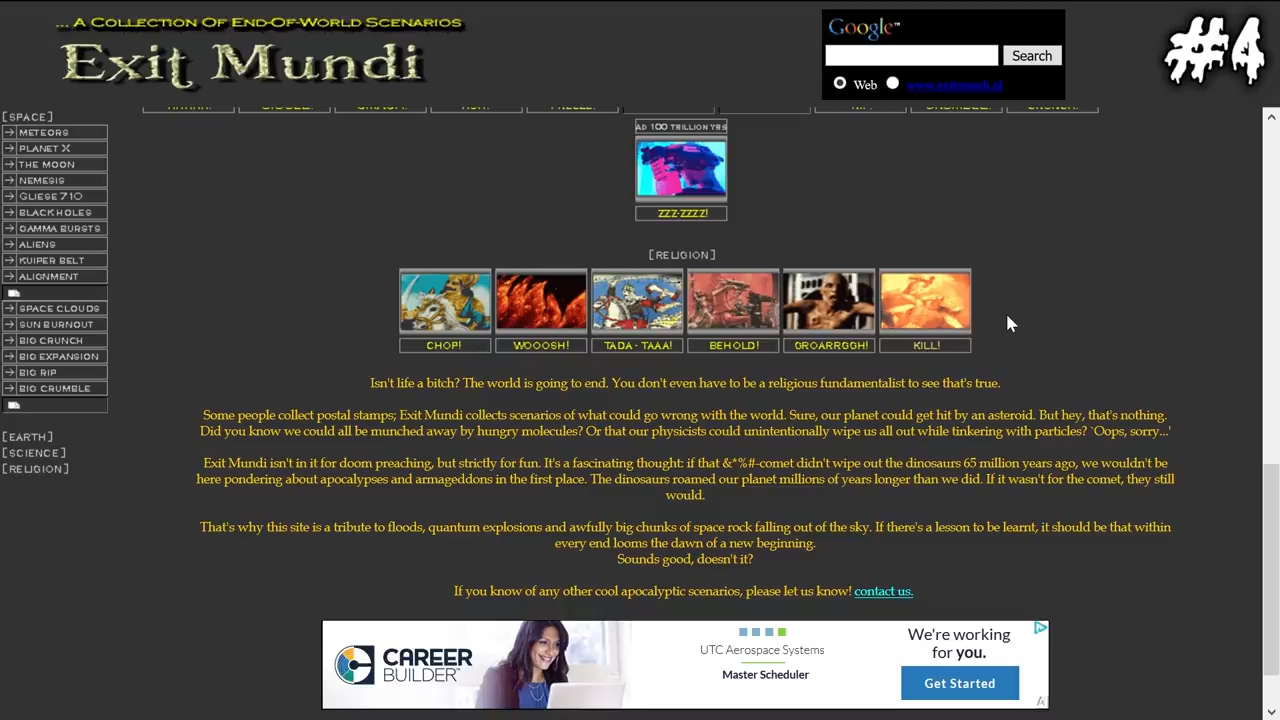 ... A Collection Of End-Of-World Scenarios
Exit Mundi
Google™
Search
Web
www.exitmundi.nl
#4
[SPACE]
METEORS
PLANET X
THE MOON
NEMESIS
GLIESE 710
BLACK HOLES
GAMMA BURSTS
ALIENS
KUIPER BELT
ALIGNMENT
SPACE CLOUDS
SUN BURNOUT
BIG CRUNCH
BIG EXPANSION
BIG RIP
BIG CRUMBLE
[EARTH]
[SCIENCE]
[RELIGION]
AD 100 TRILLION YRS
ZZZ-ZZZZ!
[RELIGION]
CHOP!
WOOOSH!
TADA - TAAA!
BEHOLD!
GROARRGGH!
KILL!
Isn't life a bitch? The world is going to end. You don't even have to be a religious fundamentalist to see that's true.
Some people collect postal stamps; Exit Mundi collects scenarios of what could go wrong with the world. Sure, our planet could get hit by an asteroid. But hey, that's nothing.
Did you know we could all be munched away by hungry molecules? Or that our physicists could unintentionally wipe us all out while tinkering with particles? `Oops, sorry...'
Exit Mundi isn't in it for doom preaching, but strictly for fun. It's a fascinating thought: if that &*%#-comet didn't wipe out the dinosaurs 65 million years ago, we wouldn't be
here pondering about apocalypses and armageddons in the first place. The dinosaurs roamed our planet millions of years longer than we did. If it wasn't for the comet, they still
would.
That's why this site is a tribute to floods, quantum explosions and awfully big chunks of space rock falling out of the sky. If there's a lesson to be learnt, it should be that within
every end looms the dawn of a new beginning.
Sounds good, doesn't it?
If you know of any other cool apocalyptic scenarios, please let us know! contact us.
CAREER
BUILDER™
UTC Aerospace Systems
Master Scheduler
We're working
for you.
Get Started